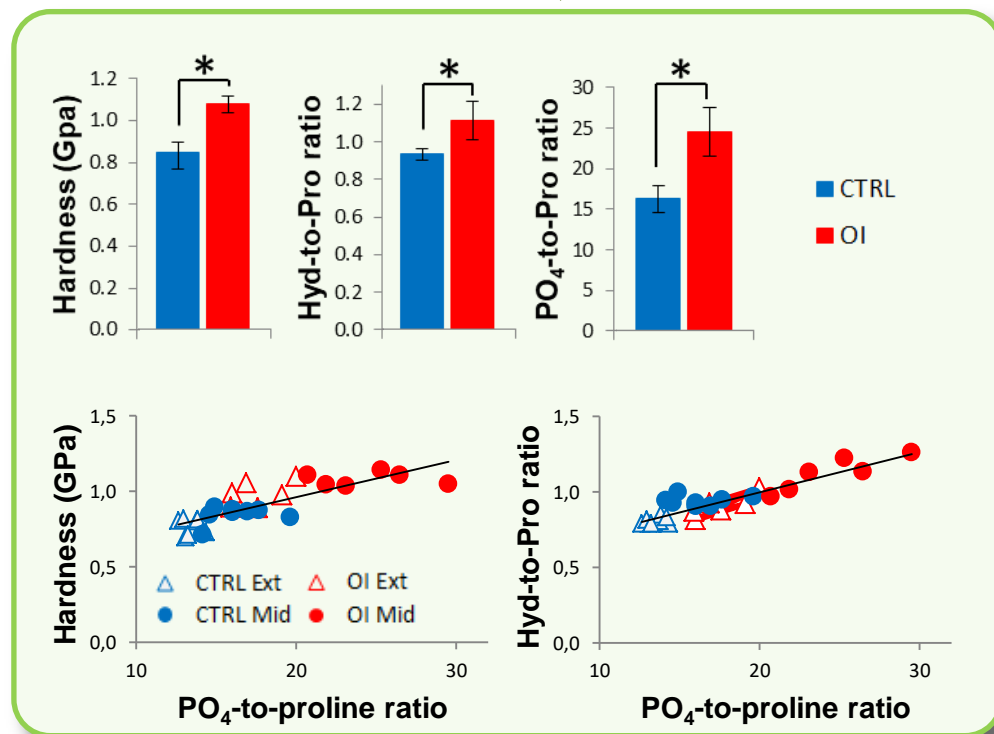 *
Hardness (Gpa)
1.2
1.0
0.8
0.6
0.4
0.2
0.0
*
Hyd-to-Pro ratio
1.2
1.0
0.8
0.6
0.4
0.2
0.0
*
PO₄-to-Pro ratio
30
25
20
15
10
5
0
CTRL
OI
Hardness (GPa)
1,5
1,0
0,5
0,0
CTRL Ext
OI Ext
CTRL Mid
OI Mid
10
20
30
PO₄-to-proline ratio
Hyd-to-Pro ratio
1,5
1,0
0,5
0,0
10
20
30
PO₄-to-proline ratio